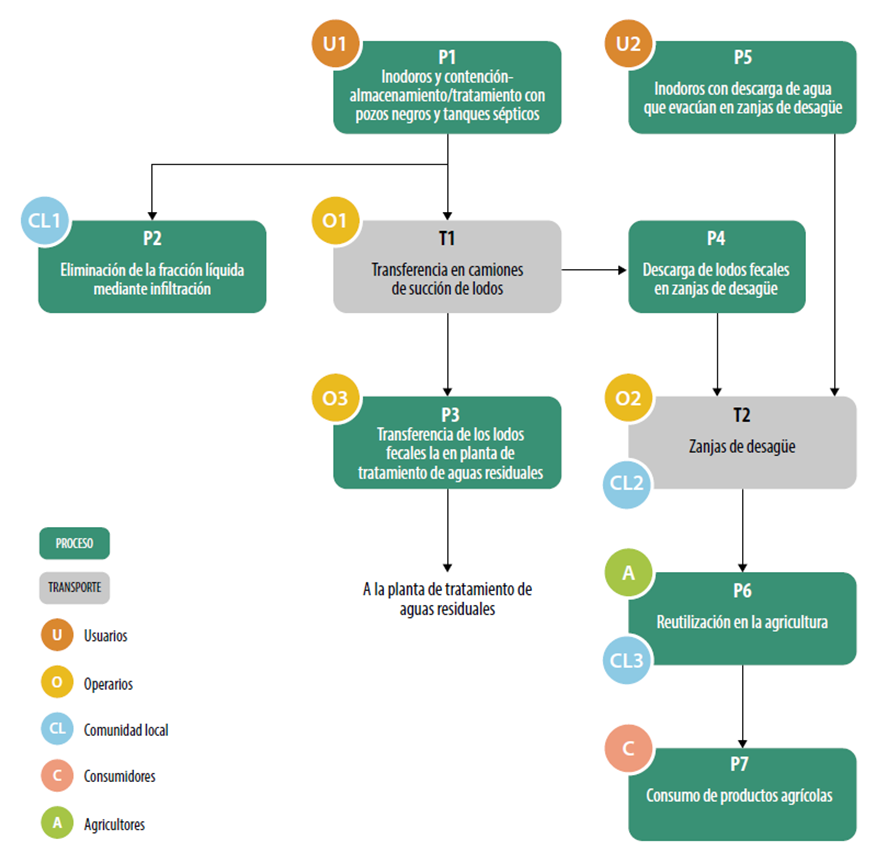 U1
P1
Inodoros y contención-
almacenamiento/tratamiento con
pozos negros y tanques sépticos
U2
P5
Inodoros con descarga de agua
que evacúan en zanjas de desagüe
CL1
P2
Eliminación de la fracción líquida
mediante infiltración
O1
T1
Transferencia en camiones
de succión de lodos
P4
Descarga de lodos fecales
en zanjas de desagüe
O3
P3
Transferencia de los lodos
fecales la en planta de
tratamiento de aguas residuales
O2
T2
Zanjas de desagüe
CL2
A la planta de tratamiento de
aguas residuales
A
P6
Reutilización en la agricultura
CL3
C
P7
Consumo de productos agrícolas
PROCESO
TRANSPORTE
U Usuarios
O Operarios
CL Comunidad local
C Consumidores
A Agricultores